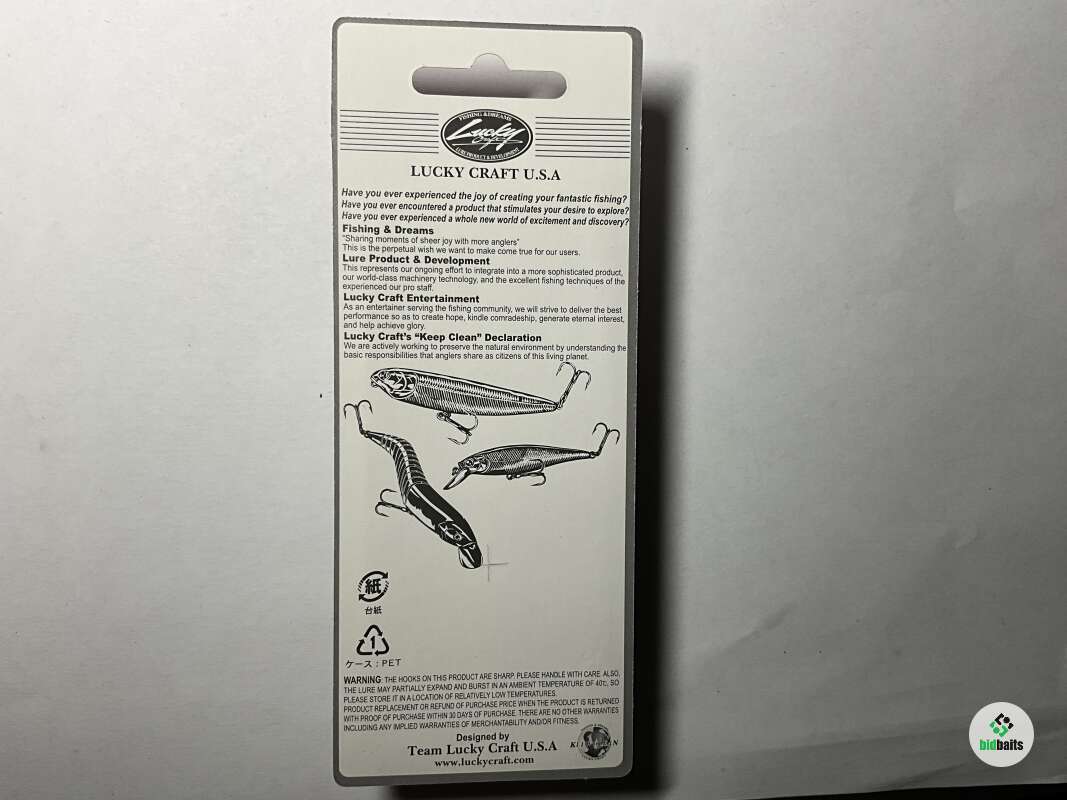 FISHING & DREAMS
Lucky
Craft
LURE PRODUCT & DEVELOPMENT
LUCKY CRAFT U.S.A
Have you ever experienced the joy of creating your fantastic fishing?
Have you ever encountered a product that stimulates your desire to explore?
Have you ever experienced a whole new world of excitement and discovery?
Fishing & Dreams
"Sharing moments of sheer joy with more anglers"
This is the perpetual wish we want to make come true for our users.
Lure Product & Development
This represents our ongoing effort to integrate into a more sophisticated product,
our world-class machinery technology, and the excellent fishing techniques of the
experienced our pro staff.
Lucky Craft Entertainment
As an entertainer serving the fishing community, we will strive to deliver the best
performance so as to create hope, kindle comradeship, generate eternal interest,
and help achieve glory.
Lucky Craft's "Keep Clean" Declaration
We are actively working to preserve the natural environment by understanding the
basic responsibilities that anglers share as citizens of this living planet.
紙
台紙
1
ケース：PET
WARNING: THE HOOKS ON THIS PRODUCT ARE SHARP. PLEASE HANDLE WITH CARE. ALSO,
THE LURE MAY PARTIALLY EXPAND AND BURST IN AN AMBIENT TEMPERATURE OF 40℃, SO
PLEASE STORE IT IN A LOCATION OF RELATIVELY LOW TEMPERATURES.
PRODUCT REPLACEMENT OR REFUND OF PURCHASE PRICE WHEN THE PRODUCT IS RETURNED
WITH PROOF OF PURCHASE WITHIN 30 DAYS OF PURCHASE. THERE ARE NO OTHER WARRANTIES
INCLUDING ANY IMPLIED WARRANTIES OF MERCHANTABILITY AND/OR FITNESS.
Designed by
Team Lucky Craft U.S.A
www.luckycraft.com
bidbaits